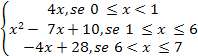 4x, se 0 ≤ x < 1
x² − 7x + 10, se 1 ≤ x ≤ 6
−4x + 28, se 6 < x ≤ 7